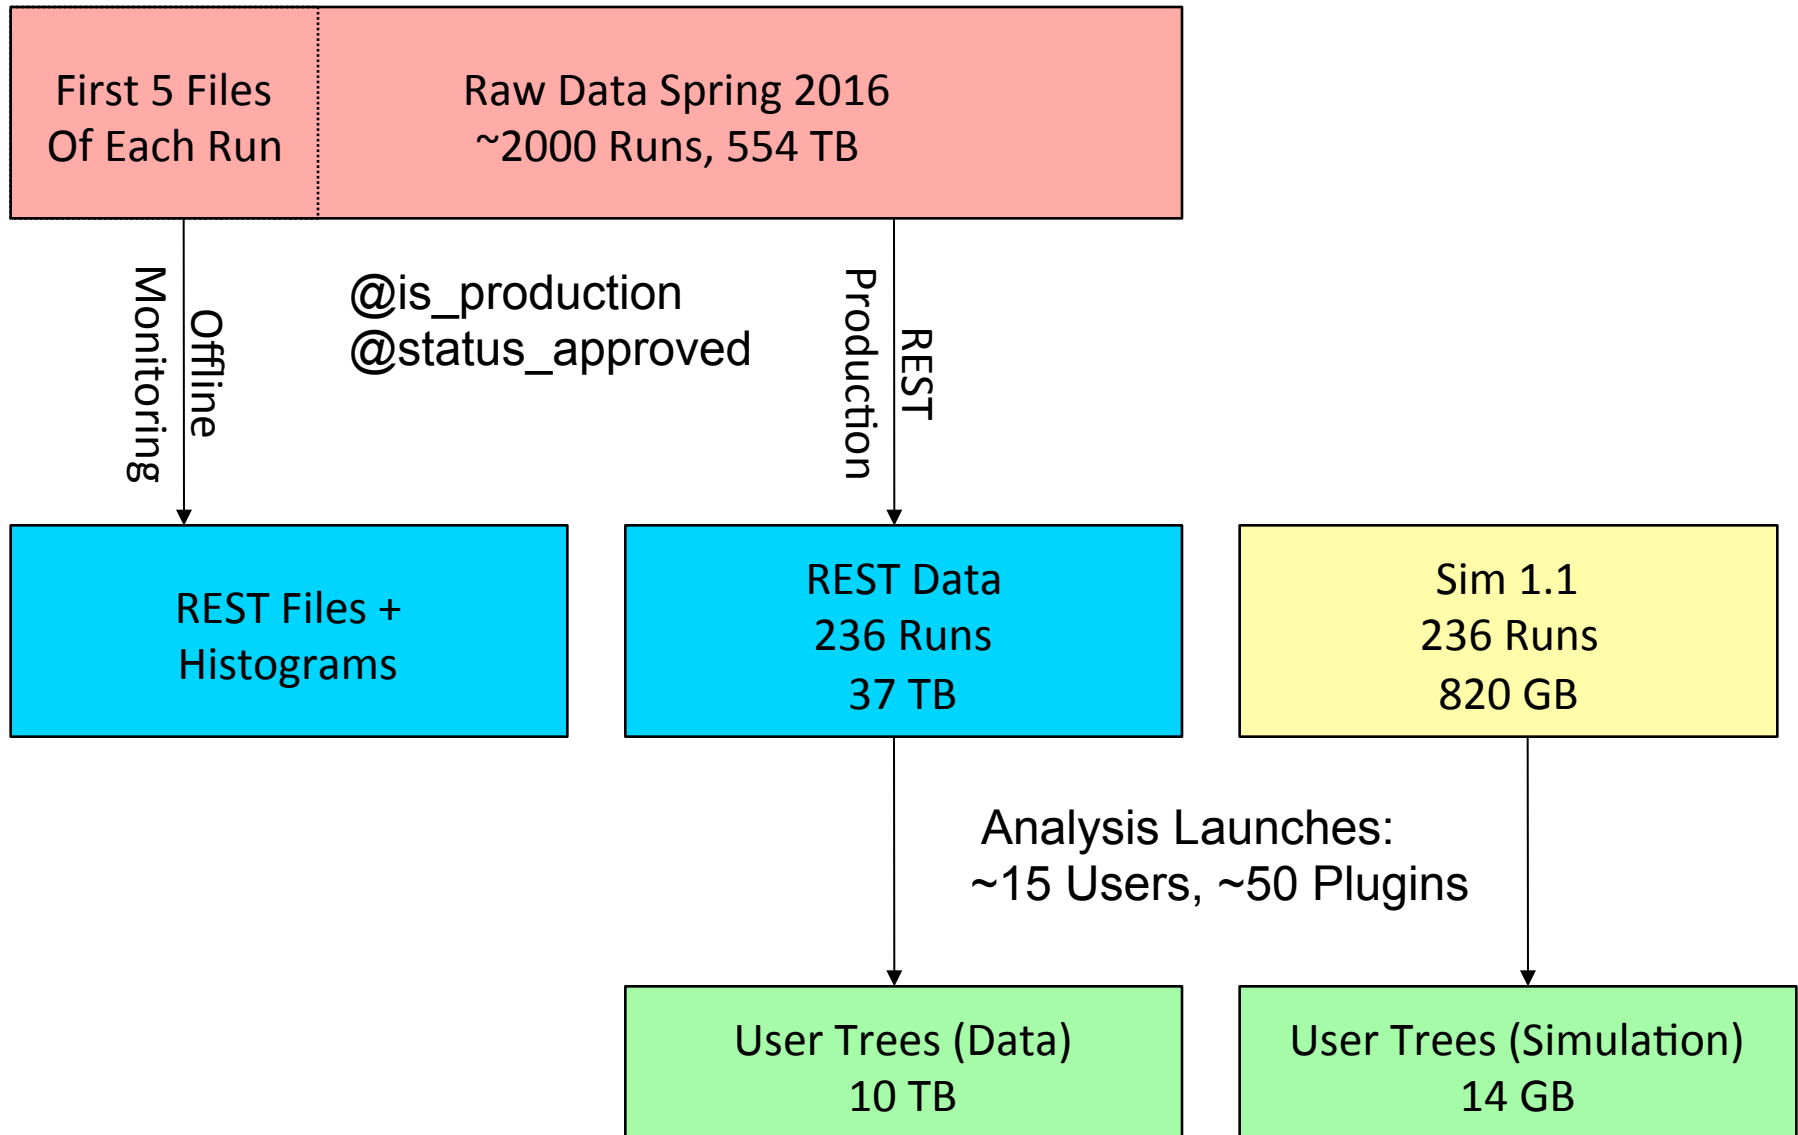 First 5 Files
Of Each Run
Raw Data Spring 2016
~2000 Runs, 554 TB
Offline
Monitoring
@is_production
@status_approved
REST
Production
REST Files +
Histograms
REST Data
236 Runs
37 TB
Sim 1.1
236 Runs
820 GB
Analysis Launches:
~15 Users, ~50 Plugins
User Trees (Data)
10 TB
User Trees (Simulation)
14 GB